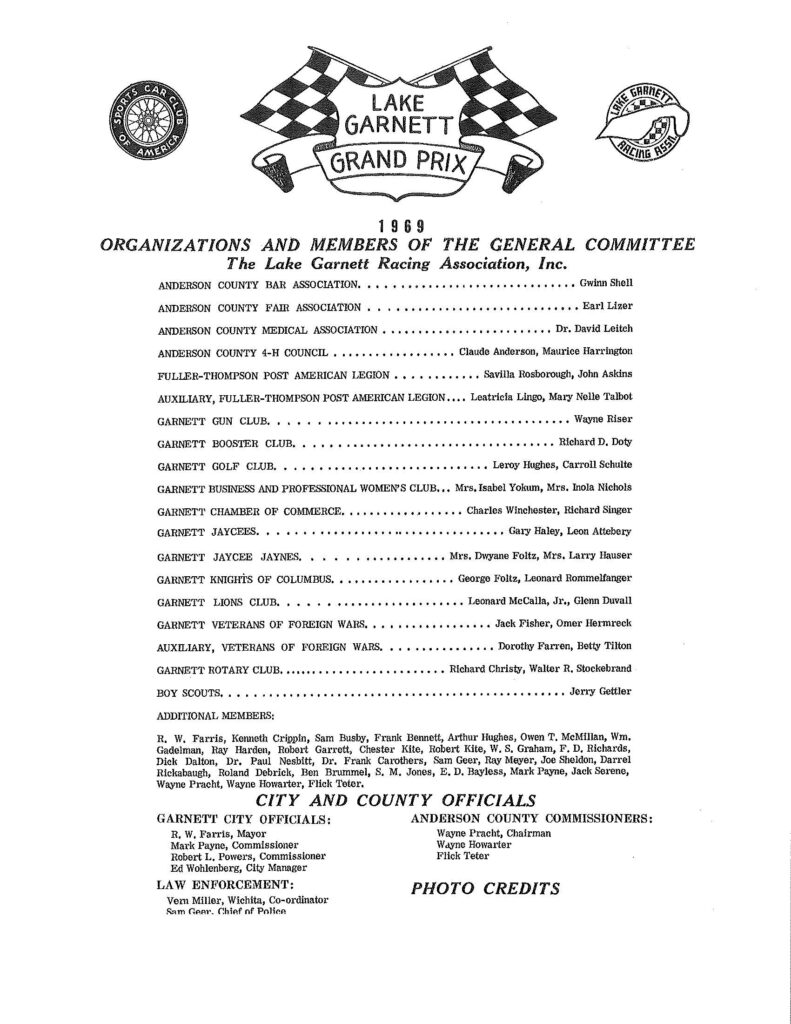 SPORTS CAR CLUB OF AMERICA
LAKE GARNETT
GRAND PRIX
LAKE GARNETT RACING ASSN.
1969
ORGANIZATIONS AND MEMBERS OF THE GENERAL COMMITTEE
The Lake Garnett Racing Association, Inc.
ANDERSON COUNTY BAR ASSOCIATION. . . . . . . . . . . . . . . . . . . . . . . . . . . . . . Gwinn Shell
ANDERSON COUNTY FAIR ASSOCIATION . . . . . . . . . . . . . . . . . . . . . . . . . . . . . Earl Lizer
ANDERSON COUNTY MEDICAL ASSOCIATION . . . . . . . . . . . . . . . . . . . . . . . . . Dr. David Leitch
ANDERSON COUNTY 4-H COUNCIL . . . . . . . . . . . . . . . . . . Claude Anderson, Maurice Harrington
FULLER-THOMPSON POST AMERICAN LEGION . . . . . . . . . . . . Savilla Rosborough, John Askins
AUXILIARY, FULLER-THOMPSON POST AMERICAN LEGION.... Leatricia Lingo, Mary Nelle Talbot
GARNETT GUN CLUB. . . . . . . . . . . . . . . . . . . . . . . . . . . . . . . . . . . . . . . . . Wayne Riser
GARNETT BOOSTER CLUB. . . . . . . . . . . . . . . . . . . . . . . . . . . . . . . . . . . . Richard D. Doty
GARNETT GOLF CLUB. . . . . . . . . . . . . . . . . . . . . . . . . . . . . Leroy Hughes, Carroll Schulte
GARNETT BUSINESS AND PROFESSIONAL WOMEN'S CLUB... Mrs. Isabel Yokum, Mrs. Inola Nichols
GARNETT CHAMBER OF COMMERCE. . . . . . . . . . . . . . . . . . Charles Winchester, Richard Singer
GARNETT JAYCEES. . . . . . . . . . . . . . . . . . . . . . . . . . . . . . . . . Gary Haley, Leon Attebery
GARNETT JAYCEE JAYNES. . . . . . . . . . . . . . . . . . . . Mrs. Dwyane Foltz, Mrs. Larry Hauser
GARNETT KNIGHTS OF COLUMBUS. . . . . . . . . . . . . . . . . . George Foltz, Leonard Rommelfanger
GARNETT LIONS CLUB. . . . . . . . . . . . . . . . . . . . . . . . . . Leonard McCalla, Jr., Glenn Duvall
GARNETT VETERANS OF FOREIGN WARS. . . . . . . . . . . . . . . . . Jack Fisher, Omer Hermreck
AUXILIARY, VETERANS OF FOREIGN WARS. . . . . . . . . . . . . . . . . Dorothy Farren, Betty Tilton
GARNETT ROTARY CLUB. . . . . . . . . . . . . . . . . . . . . . . . . Richard Christy, Walter R. Stockebrand
BOY SCOUTS. . . . . . . . . . . . . . . . . . . . . . . . . . . . . . . . . . . . . . . . . . . . . . . Jerry Gettler
ADDITIONAL MEMBERS:
R. W. Farris, Kenneth Crippin, Sam Busby, Frank Bennett, Arthur Hughes, Owen T. McMillan, Wm.
Gadelman, Ray Harden, Robert Garrett, Chester Kite, Robert Kite, W. S. Graham, F. D. Richards,
Dick Dalton, Dr. Paul Nesbitt, Dr. Frank Carothers, Sam Geer, Ray Meyer, Joe Sheldon, Darrel
Rickabaugh, Roland Debrick, Ben Brummel, S. M. Jones, E. D. Bayless, Mark Payne, Jack Serene,
Wayne Pracht, Wayne Howarter, Flick Teter.
CITY AND COUNTY OFFICIALS
GARNETT CITY OFFICIALS:
R. W. Farris, Mayor
Mark Payne, Commissioner
Robert L. Powers, Commissioner
Ed Wohlenberg, City Manager
LAW ENFORCEMENT:
Vern Miller, Wichita, Co-ordinator
Sam Geer, Chief of Police
ANDERSON COUNTY COMMISSIONERS:
Wayne Pracht, Chairman
Wayne Howarter
Flick Teter
PHOTO CREDITS